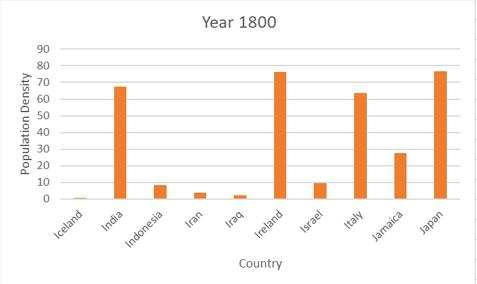 Year 1800
Population Density
90
80
70
60
50
40
30
20
10
0
Iceland
India
Indonesia
Iran
Iraq
Ireland
Israel
Italy
Jamaica
Japan
Country